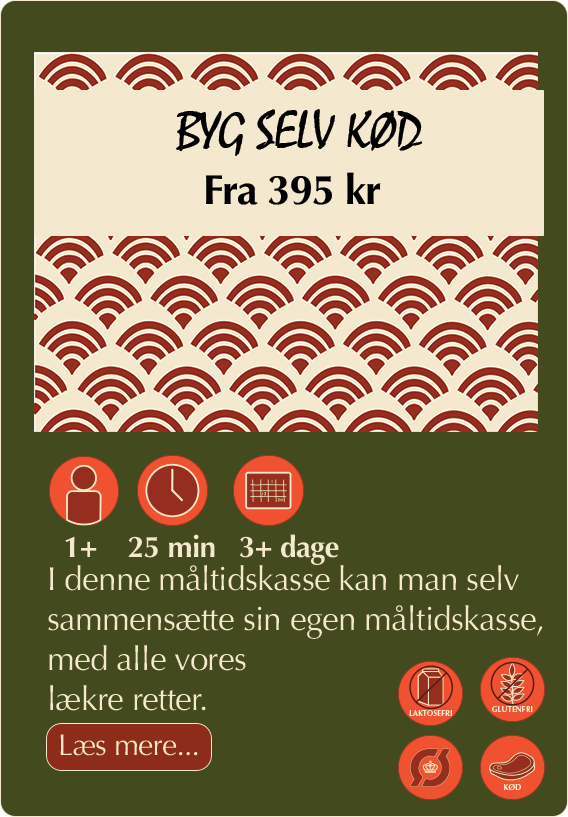 BYG SELV KØD
Fra 395 kr
1+ 25 min 3+ dage
I denne måltidskasse kan man selv
sammensætte sin egen måltidskasse,
med alle vores
lækre retter.
LAKTOSEFRI GLUTENFRI
Læs mere...
Ø KØD